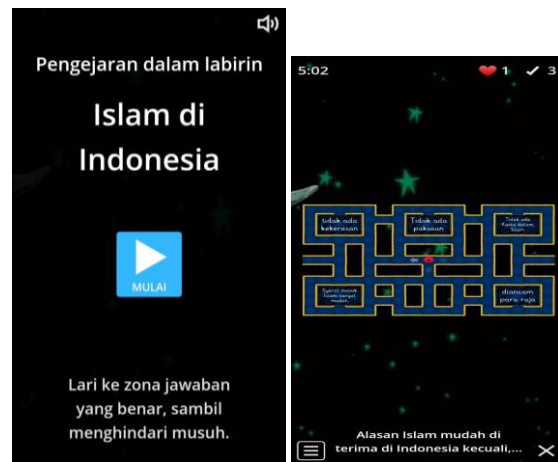 Pengejaran dalam labirin
Islam di
Indonesia
MULAI
Lari ke zona jawaban
yang benar, sambil
menghindari musuh.
5:02
1
3
tidak ada
kekerasan
Tidak ada
paksaan
Tidak ada
Kasta dalam
Islam
Syarat masuk
Islam sangat
mudah
diancam
para raja
Alasan Islam mudah di
terima di Indonesia kecuali,...